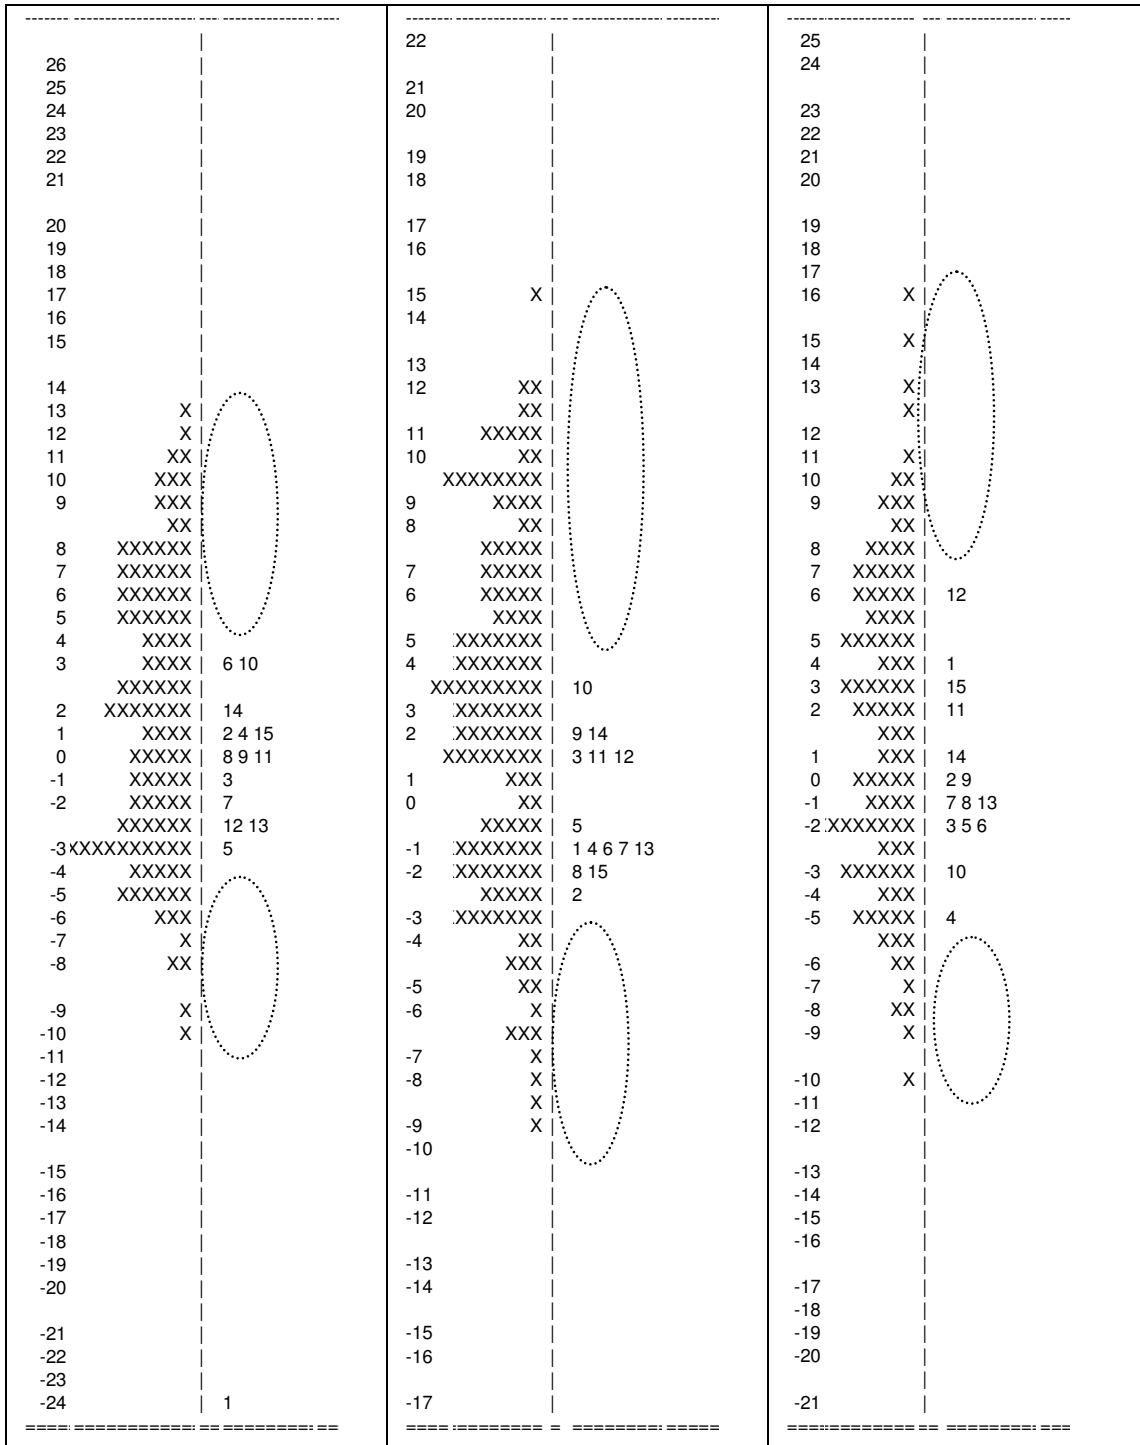 ------- ----------------- --- --------------- ----
|
26 |
25 |
24 |
23 |
22 |
21 |
|
20 |
19 |
18 |
17 |
16 |
15 |
|
14 |
13 X |
12 X |
11 XX |
10 XXX |
9 XXX |
XX |
8 XXXXXX |
7 XXXXXX |
6 XXXXXX |
5 XXXXXX |
4 XXXX |
3 XXXX | 6 10
XXXXXX |
2 XXXXXXX | 14
1 XXXX | 2 4 15
0 XXXXX | 8 9 11
-1 XXXXX | 3
-2 XXXXX | 7
XXXXXX | 12 13
-3 XXXXXXXXXX | 5
-4 XXXXX |
-5 XXXXXX |
-6 XXX |
-7 X |
-8 XX |
|
-9 X |
-10 X |
-11 |
-12 |
-13 |
-14 |
|
-15 |
-16 |
-17 |
-18 |
-19 |
-20 |
|
-21 |
-22 |
-23 |
-24 | 1
==== ============= == ============ ==
------- ----------------- --- --------------- ----
22 |
|
21 |
20 |
|
19 |
18 |
|
17 |
16 |
|
15 X |
14 |
|
13 |
12 XX |
XX |
11 XXXXX |
10 XX |
XXXXXXXX |
9 XXXX |
8 XX |
XXXXX |
7 XXXXX |
6 XXXXX |
XXXX |
5 XXXXXXX |
4 XXXXXXX |
XXXXXXXXX | 10
3 XXXXXXX |
2 XXXXXXX | 9 14
XXXXXXXX | 3 11 12
1 XXX |
0 XX |
XXXXX | 5
-1 XXXXXXX | 1 4 6 7 13
-2 XXXXXXX | 8 15
XXXXX | 2
-3 XXXXXXX |
-4 XX |
XXX |
-5 XX |
-6 X |
XXX |
-7 X |
-8 X |
X |
-9 X |
-10 |
|
-11 |
-12 |
|
-13 |
-14 |
|
-15 |
-16 |
|
-17 |
==== ========= = ========= =====
------- ----------------- --- --------------- -----
25 |
24 |
|
23 |
22 |
21 |
20 |
|
19 |
18 |
17 |
16 X |
|
15 X |
14 |
13 X |
X |
12 |
11 X |
10 XX |
9 XXX |
XX |
8 XXXX |
7 XXXXX |
6 XXXXX | 12
XXXX |
5 XXXXXX |
4 XXX | 1
3 XXXXXX | 15
2 XXXXX | 11
XXX |
1 XXX | 14
0 XXXXX | 2 9
-1 XXXX | 7 8 13
-2 XXXXXXX | 3 5 6
XXX |
-3 XXXXXX | 10
-4 XXX |
-5 XXXXX | 4
XXX |
-6 XX |
-7 X |
-8 XX |
-9 X |
|
-10 X |
-11 |
-12 |
|
-13 |
-14 |
-15 |
-16 |
|
-17 |
-18 |
-19 |
-20 |
|
-21 |
==== ========= == ========= ===